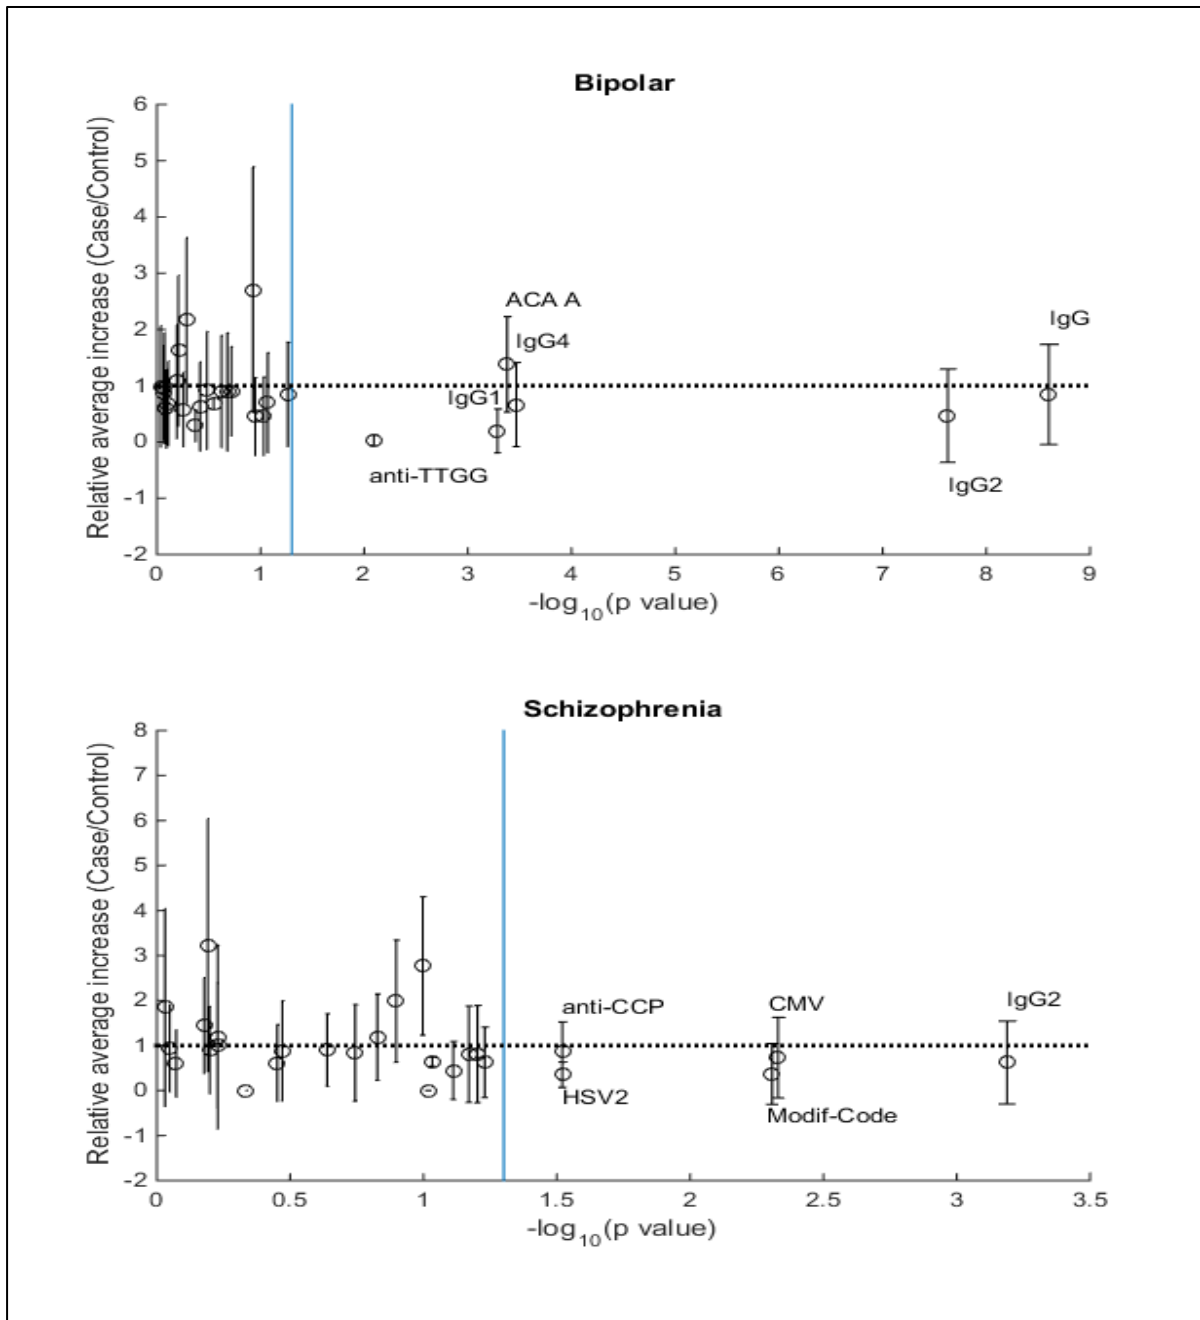 Bipolar
Relative average increase (Case/Control)
6
5
4
3
2
1
0
-1
-2
ACA A
IgG4
IgG1
anti-TTGG
IgG
IgG2
0 1 2 3 4 5 6 7 8 9
-log10(p value)
Schizophrenia
Relative average increase (Case/Control)
8
7
6
5
4
3
2
1
0
-1
-2
anti-CCP
HSV2
CMV
Modif-Code
IgG2
0 0.5 1 1.5 2 2.5 3 3.5
-log10(p value)